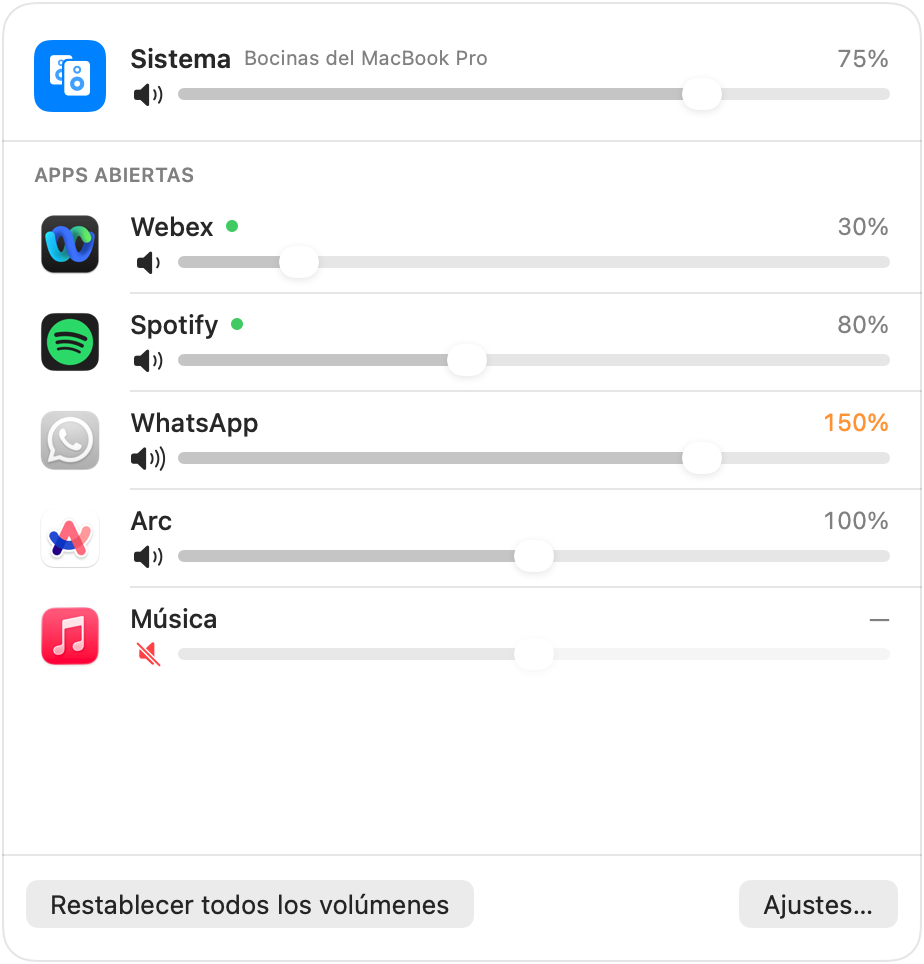 Sistema Bocinas del MacBook Pro 75%
APPS ABIERTAS
Webex 30%
Spotify 80%
WhatsApp 150%
Arc 100%
Música —
Restablecer todos los volúmenes Ajustes...